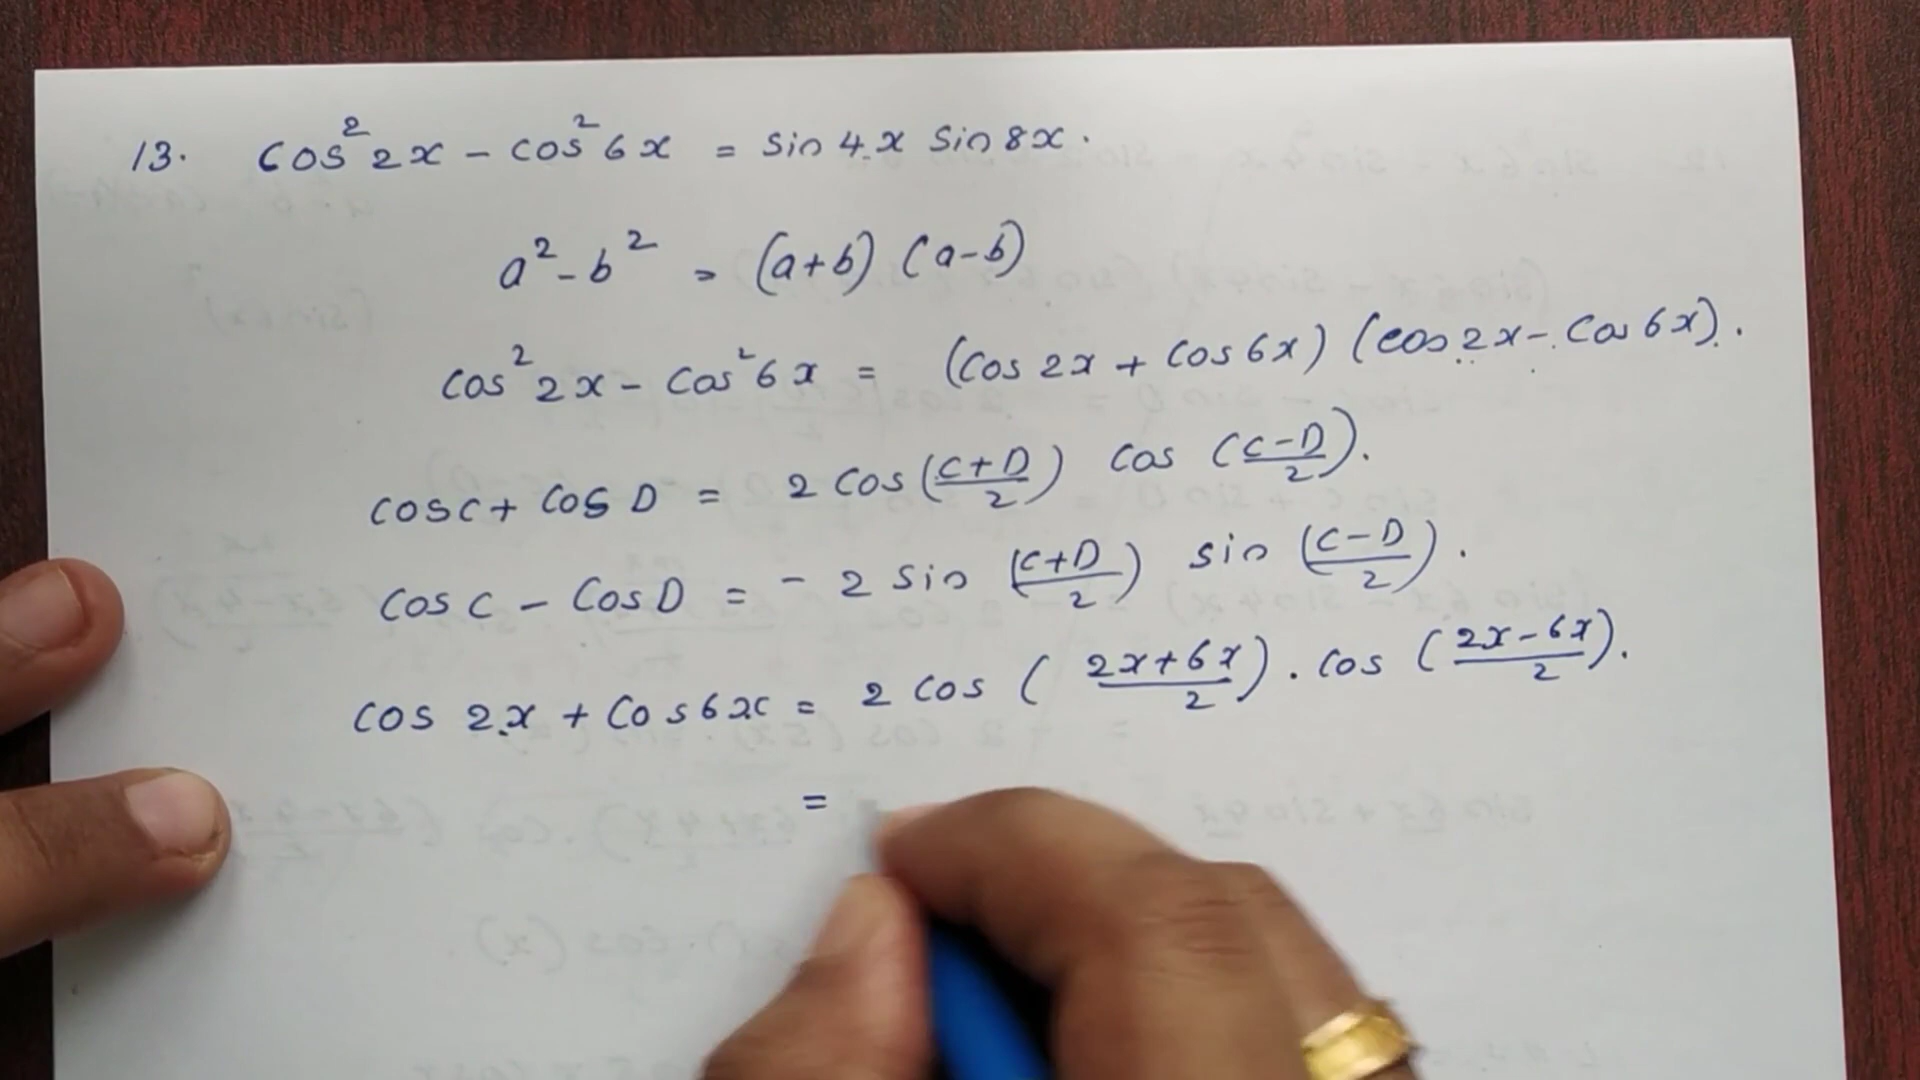 13. cos²2x - cos²6x = sin 4x sin 8x.
a² - b² = (a+b) (a-b)
cos²2x - cos²6x = (cos 2x + cos 6x) (cos 2x - cos 6x).
cos C + cos D = 2 cos ((C+D)/2) cos ((C-D)/2).
cos C - cos D = - 2 sin ((C+D)/2) sin ((C-D)/2).
cos 2x + cos 6x = 2 cos ((2x+6x)/2) . cos ((2x-6x)/2).
=